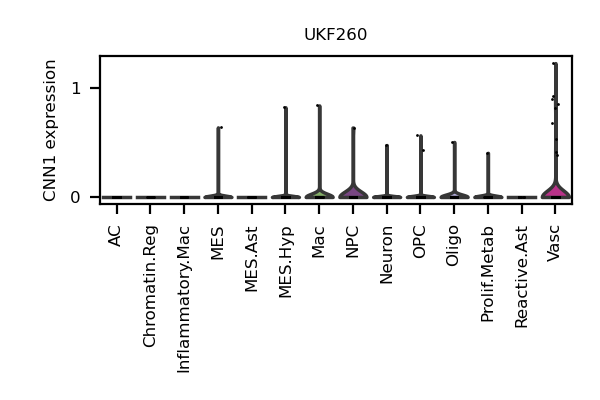 UKF260
CNN1 expression
1
0
AC
Chromatin.Reg
Inflammatory.Mac
MES
MES.Ast
MES.Hyp
Mac
NPC
Neuron
OPC
Oligo
Prolif.Metab
Reactive.Ast
Vasc